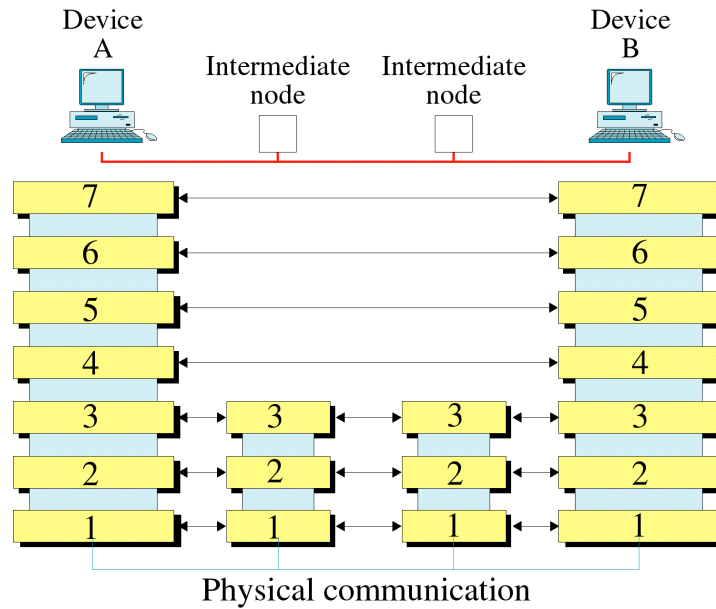 Device
A
Device
B
Intermediate
node
Intermediate
node
7 7
6 6
5 5
4 4
3 3 3 3
2 2 2 2
1 1 1 1
Physical communication